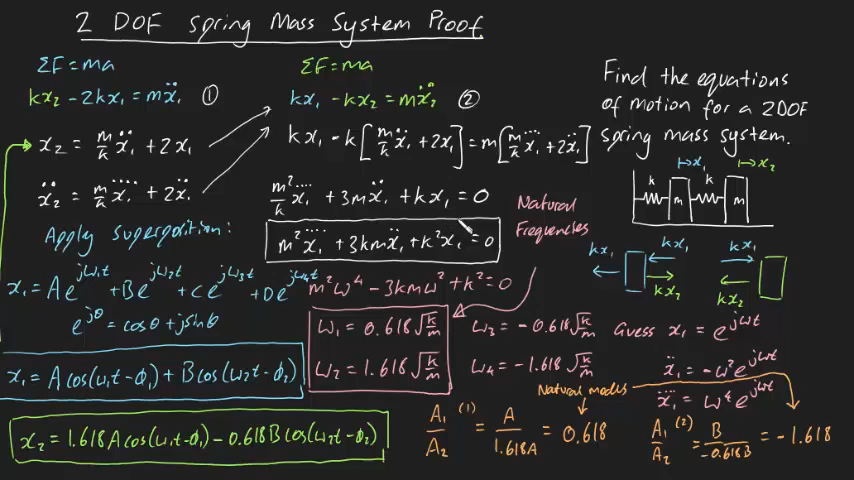 2 DOF Spring Mass System Proof
ΣF=ma
kx₂ - 2kx₁ = mẍ₁ ①
x₂ = m/k ẍ₁ + 2x₁
ẍ₂ = m/k x⃜₁ + 2ẍ₁
Apply superposition:
x₁ = Ae^{jω₁t} + Be^{jω₂t} + Ce^{jω₃t} + De^{jω₄t}
e^{jθ} = cosθ + jsinθ
x₁ = A cos(ω₁t - φ₁) + B cos(ω₂t - φ₂)
x₂ = 1.618A cos(ω₁t - φ₁) - 0.618B cos(ω₂t - φ₂)
ΣF=ma
kx₁ - kx₂ = mẍ₂ ②
kx₁ - k[m/k ẍ₁ + 2x₁] = m[m/k x⃜₁ + 2ẍ₁]
m²/k x⃜₁ + 3mẍ₁ + kx₁ = 0
m²x⃜₁ + 3kmẍ₁ + k²x₁ = 0
m²ω⁴ - 3kmω² + k² = 0
Natural
Frequencies
ω₁ = 0.618√(k/m) ω₃ = -0.618√(k/m)
ω₂ = 1.618√(k/m) ω₄ = -1.618√(k/m)
Find the equations
of motion for a 2DOF
spring mass system.
x₁ x₂
k k
m m
kx₁ kx₁ kx₁
kx₂ kx₂
Guess x₁ = e^{jωt}
ẍ₁ = -ω²e^{jωt}
x⃜₁ = ω⁴e^{jωt}
Natural modes
A₁/A₂ ⁽¹⁾ = A/1.618A = 0.618
A₁/A₂ ⁽²⁾ = B/-0.618B = -1.618